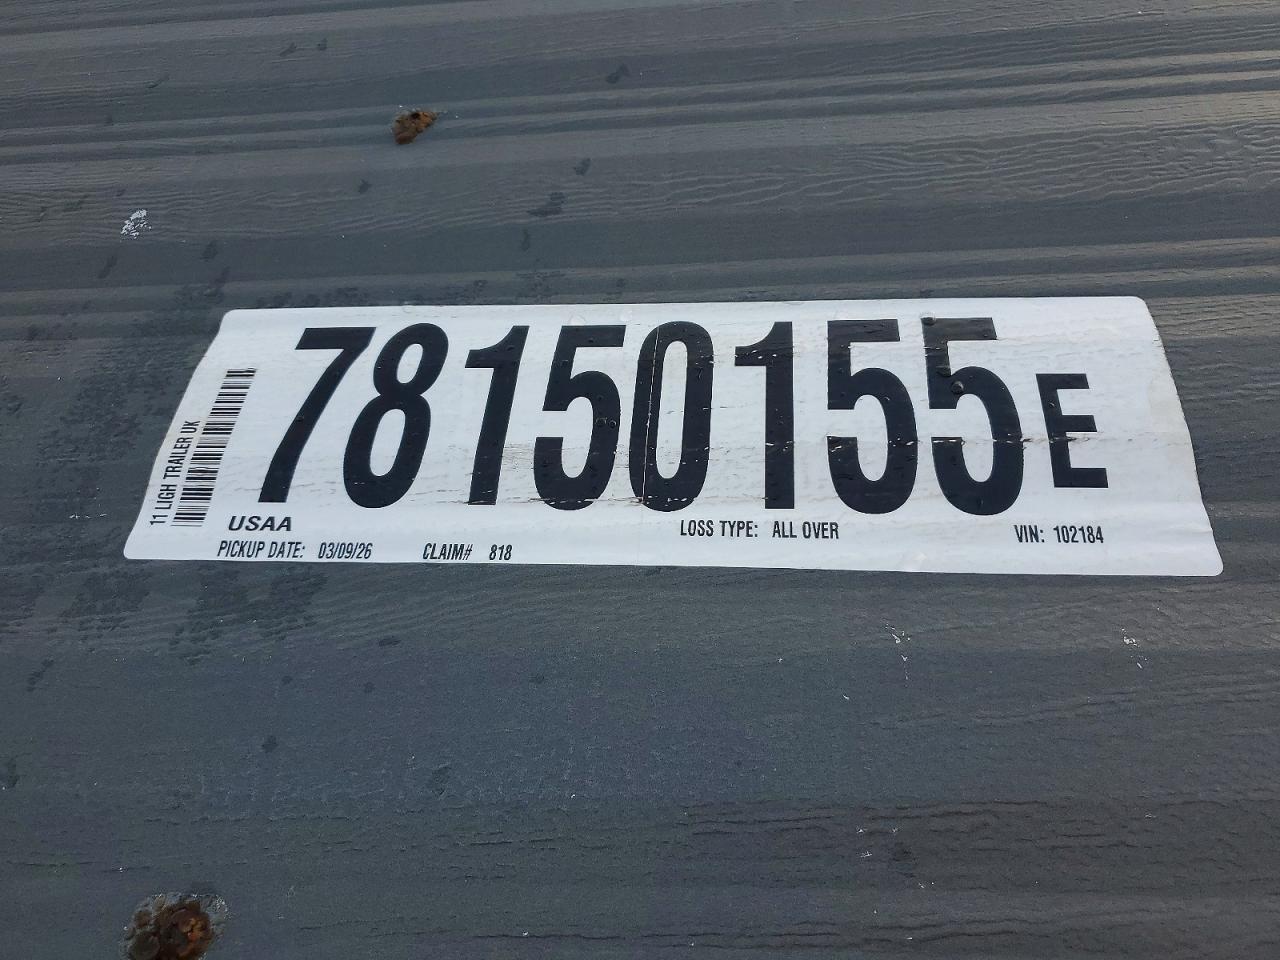 78150155E
11 LIGH TRAILER UK
USAA
LOSS TYPE: ALL OVER
VIN: 102184
PICKUP DATE: 03/09/26
CLAIM# 818